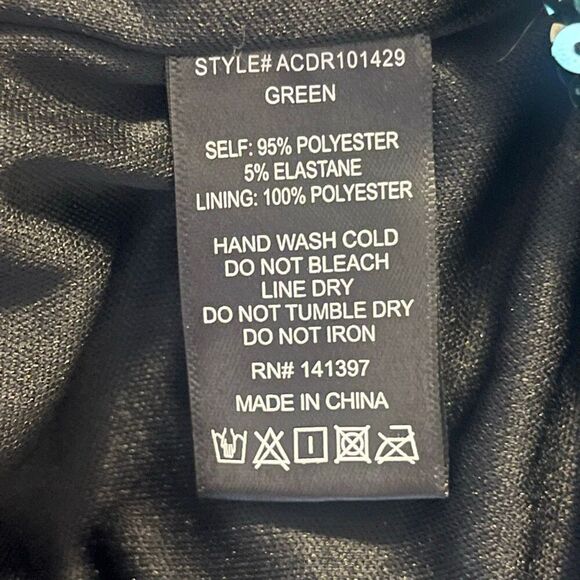 STYLE# ACDR101429
GREEN
SELF: 95% POLYESTER
5% ELASTANE
LINING: 100% POLYESTER
HAND WASH COLD
DO NOT BLEACH
LINE DRY
DO NOT TUMBLE DRY
DO NOT IRON
RN# 141397
MADE IN CHINA